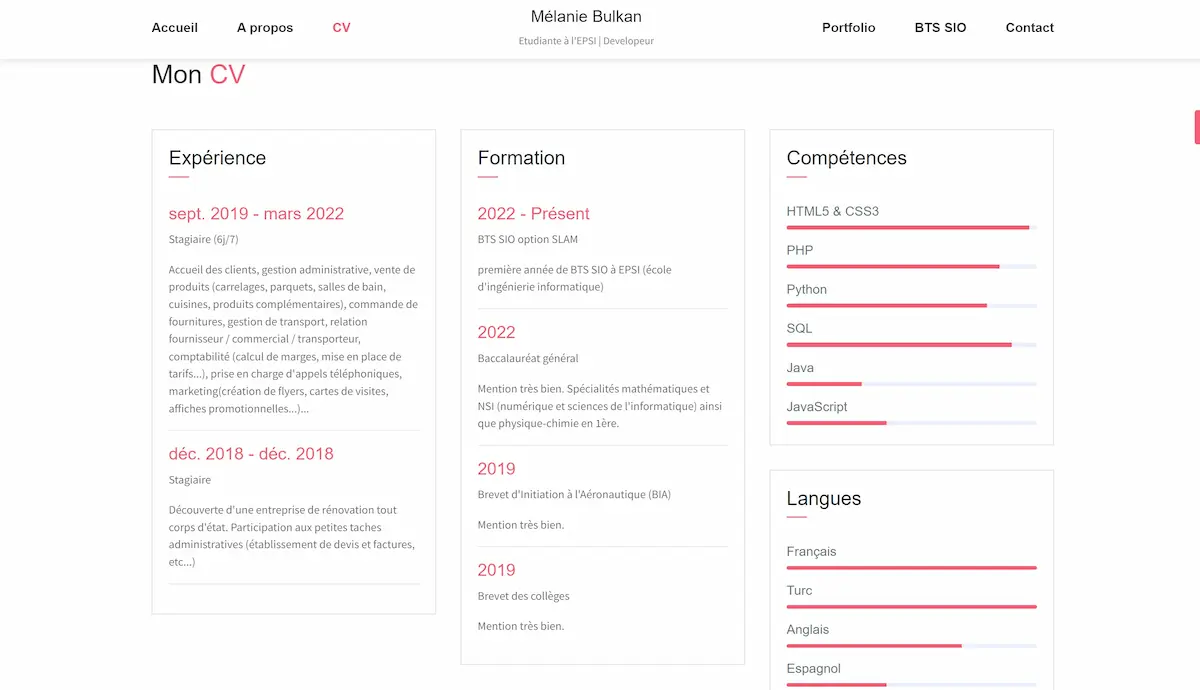 Accueil
A propos
CV
Mélanie Bulkan
Etudiante à l'EPSI | Developeur
Portfolio
BTS SIO
Contact
Mon CV
Expérience
sept. 2019 - mars 2022
Stagiaire (6j/7)
Accueil des clients, gestion administrative, vente de
produits (carrelages, parquets, salles de bain,
cuisines, produits complémentaires), commande de
fournitures, gestion de transport, relation
fournisseur / commercial / transporteur,
comptabilité (calcul de marges, mise en place de
tarifs...), prise en charge d'appels téléphoniques,
marketing(création de flyers, cartes de visites,
affiches promotionnelles...)...
déc. 2018 - déc. 2018
Stagiaire
Découverte d'une entreprise de rénovation tout
corps d'état. Participation aux petites taches
administratives (établissement de devis et factures,
etc...)
Formation
2022 - Présent
BTS SIO option SLAM
première année de BTS SIO à EPSI (école
d'ingénierie informatique)
2022
Baccalauréat général
Mention très bien. Spécialités mathématiques et
NSI (numérique et sciences de l'informatique) ainsi
que physique-chimie en 1ère.
2019
Brevet d'Initiation à l'Aéronautique (BIA)
Mention très bien.
2019
Brevet des collèges
Mention très bien.
Compétences
HTML5 & CSS3
PHP
Python
SQL
Java
JavaScript
Langues
Français
Turc
Anglais
Espagnol